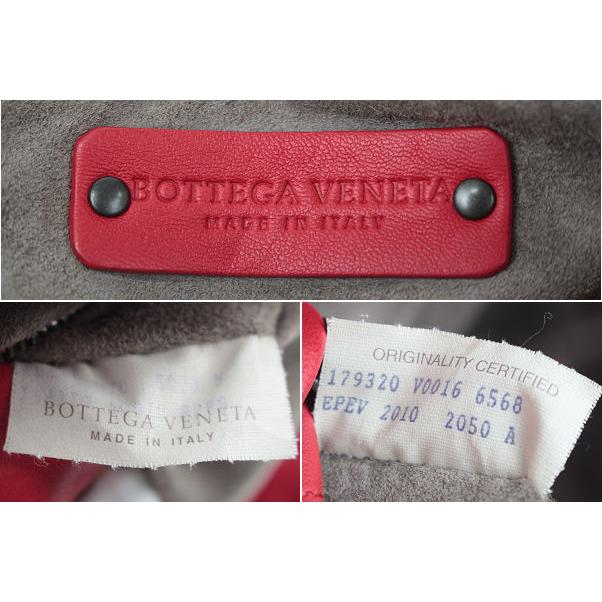 BOTTEGA VENETA
MADE IN ITALY
BOTTEGA VENETA
MADE IN ITALY
ORIGINALITY CERTIFIED
179320 V0016 6568
EPEV 2010 2050 A